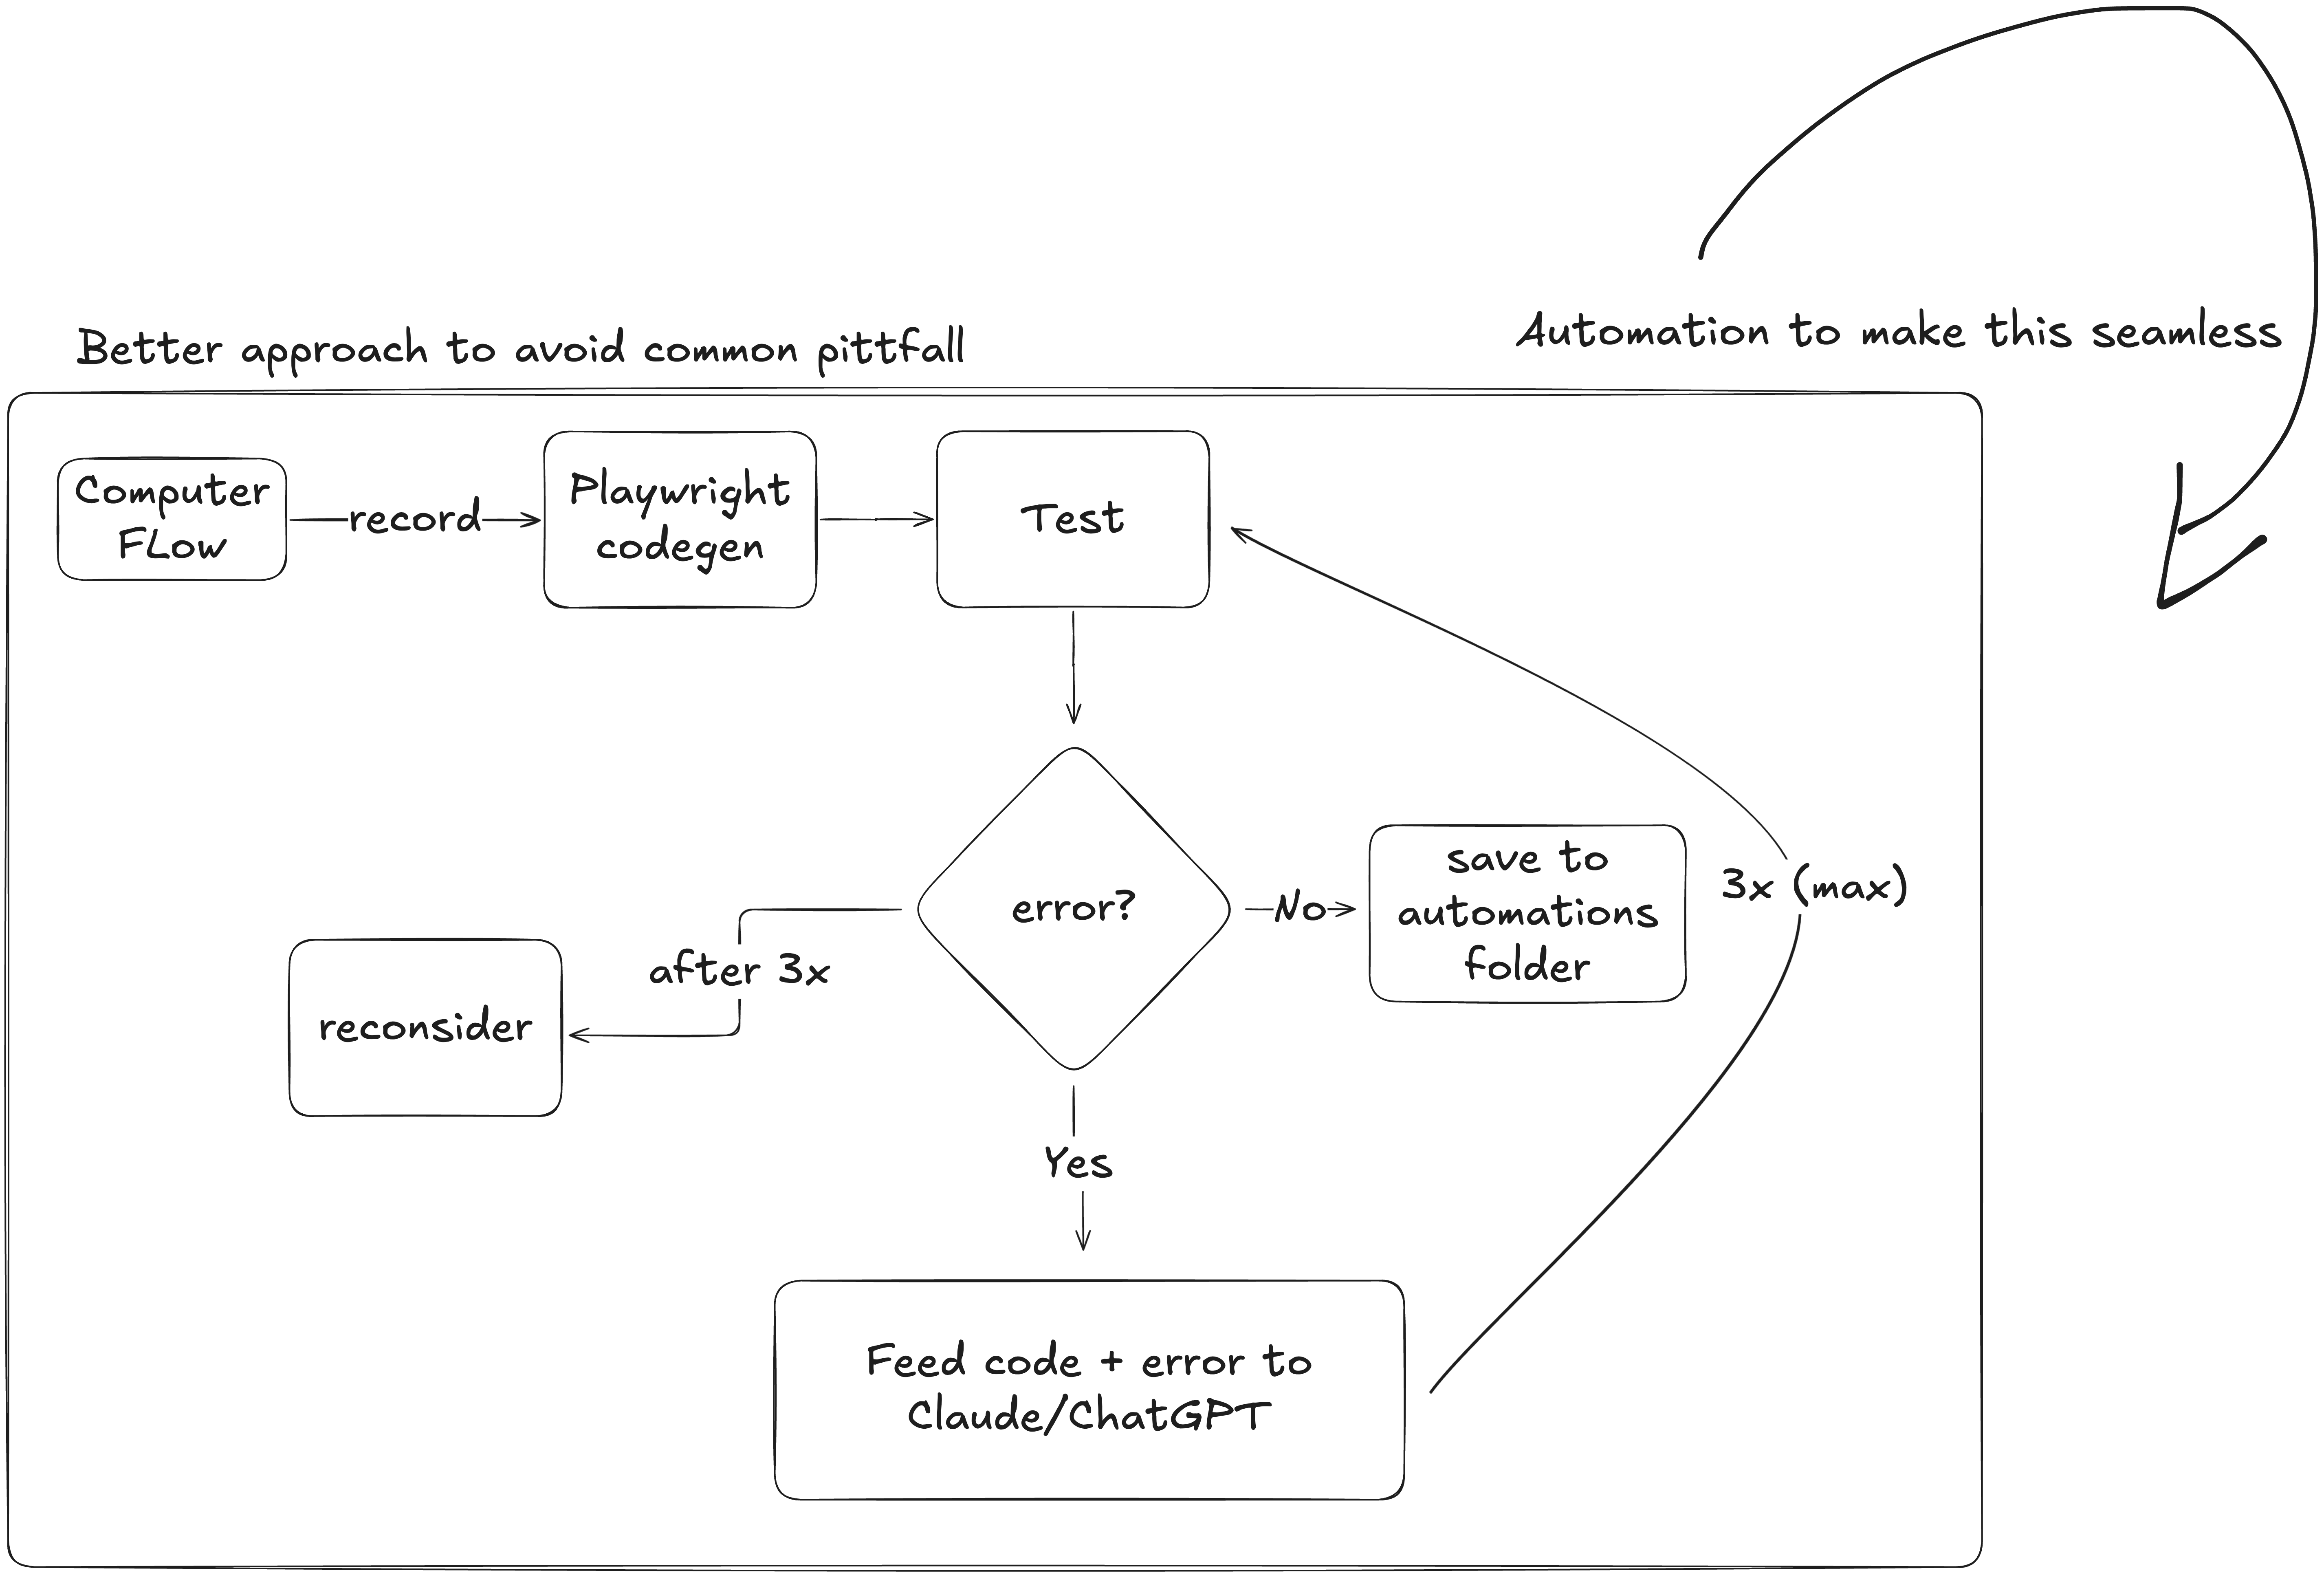 Better approach to avoid common pittfall
Automation to make this seamless
Computer
FLow
record
Playwright
codegen
Test
error?
No
save to
automations
folder
3x (max)
after 3x
reconsider
Yes
Feed code + error to
Claude/ChatGPT